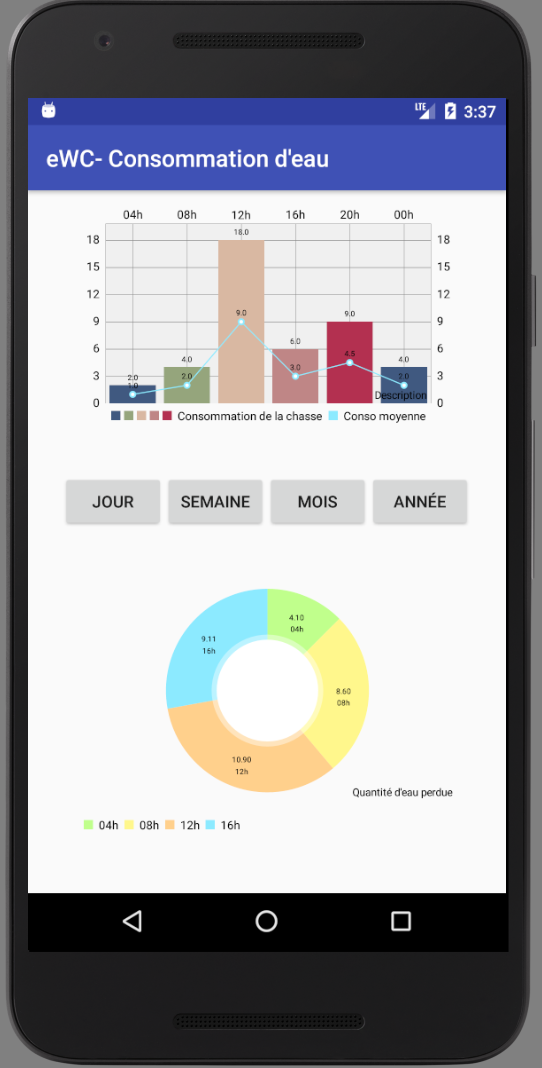 LTE 3:37
eWC- Consommation d'eau
04h 08h 12h 16h 20h 00h
18.0
18 18
15 15
12 12
9.0 9.0
9 9
6.0
6 6
4.5
4.0 4.0
3.0
3 3
2.0 2.0 2.0
1.0
Description
0 0
Consommation de la chasse Conso moyenne
JOUR SEMAINE MOIS ANNÉE
4.10
04h
9.11
16h
8.60
08h
10.90
12h
Quantité d'eau perdue
04h 08h 12h 16h